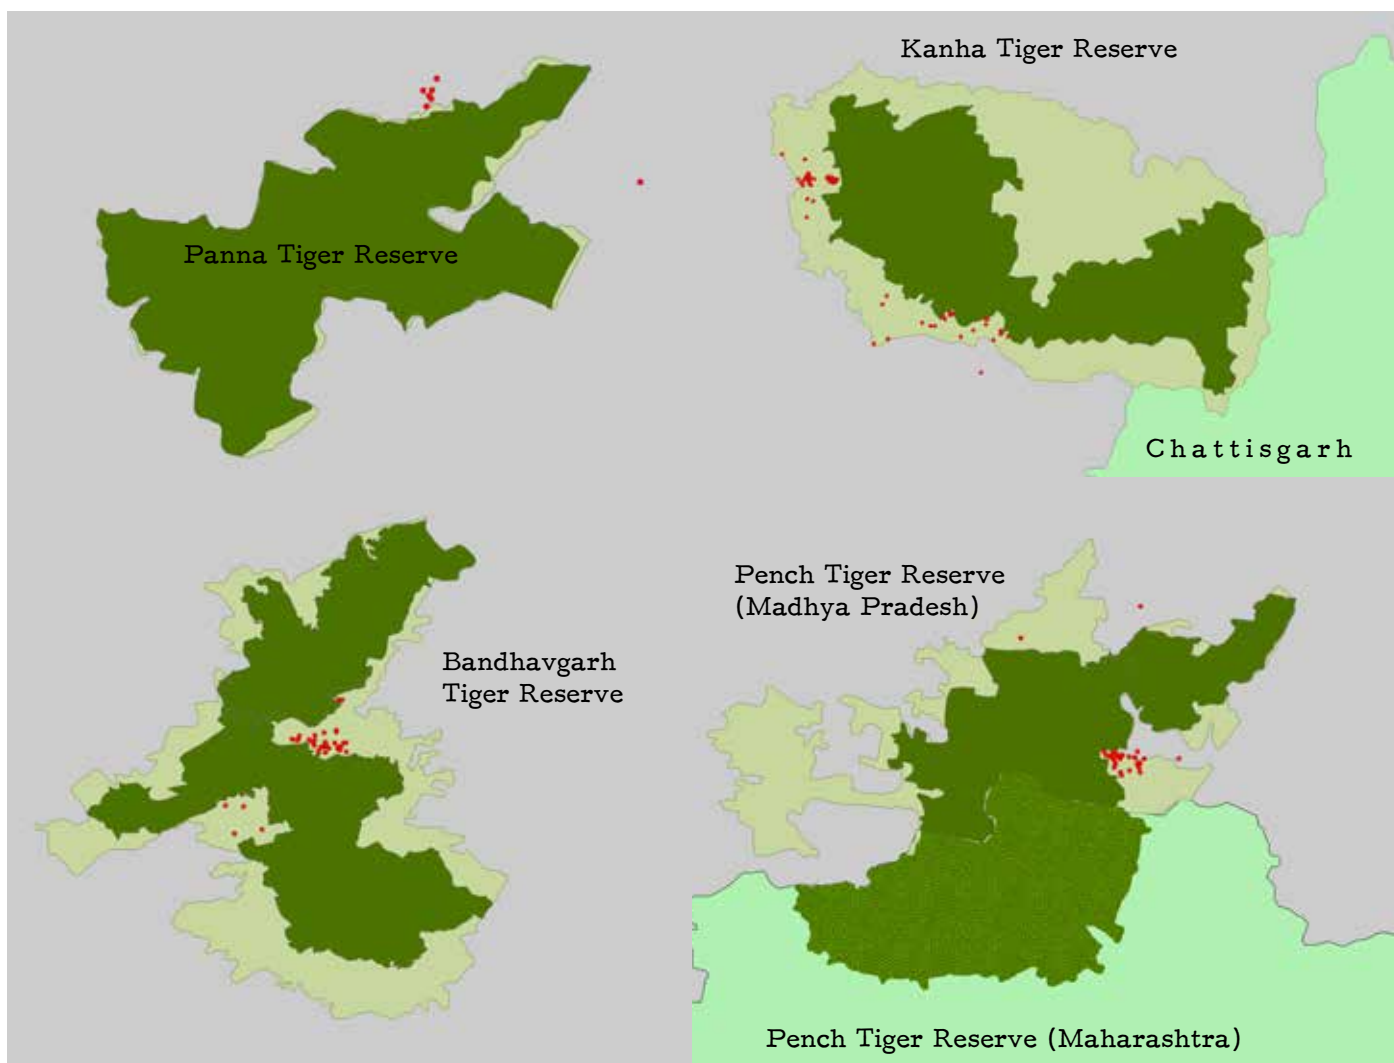 Kanha Tiger Reserve
Panna Tiger Reserve
Chattisgarh
Pench Tiger Reserve
(Madhya Pradesh)
Bandhavgarh
Tiger Reserve
Pench Tiger Reserve (Maharashtra)